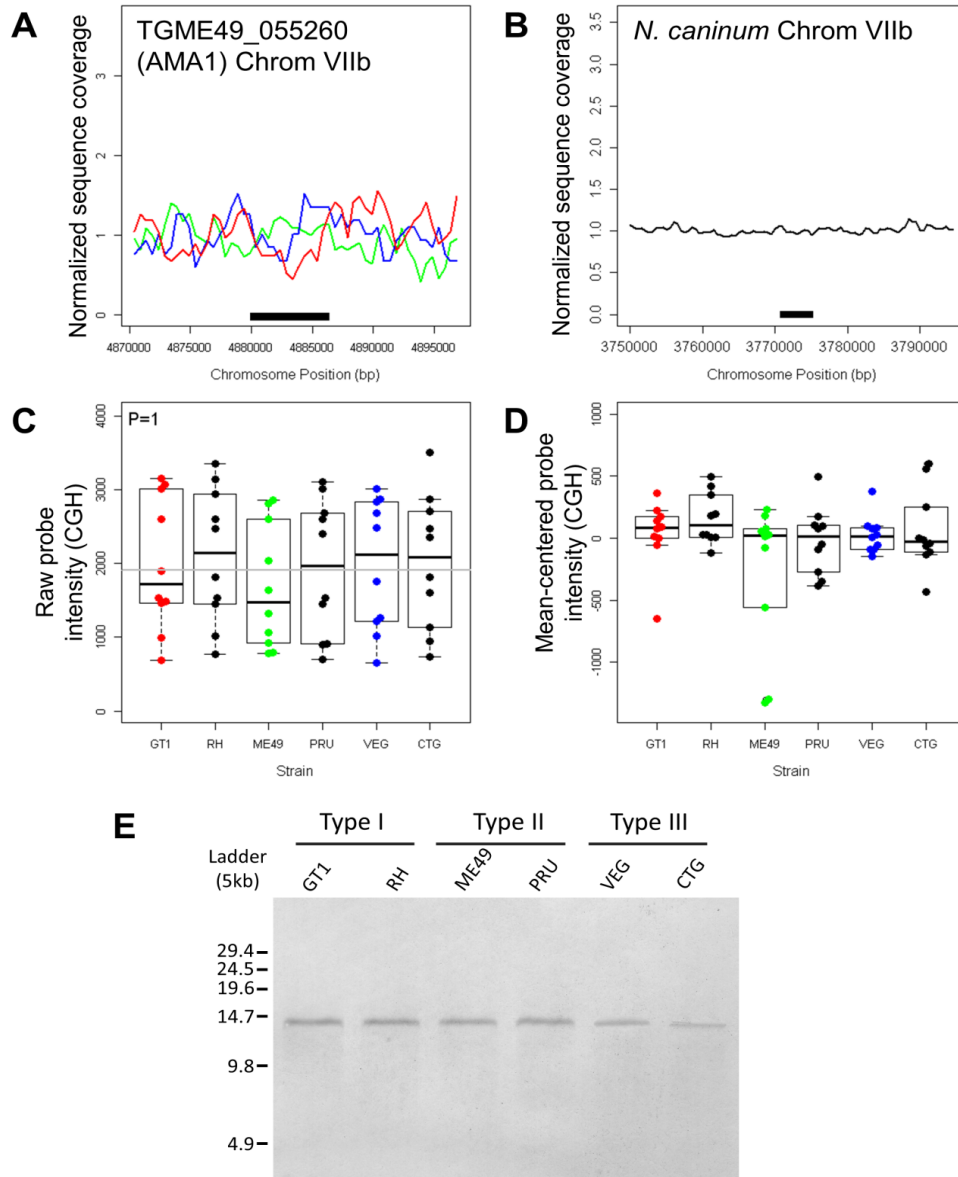 A
TGME49_055260
(AMA1) Chrom VIIb
Normalized sequence coverage
3
2
1
0
4870000 4875000 4880000 4885000 4890000 4895000
Chromosome Position (bp)
B
N. caninum Chrom VIIb
Normalized sequence coverage
3.5
3.0
2.5
2.0
1.5
1.0
0.5
0.0
3750000 3760000 3770000 3780000 3790000
Chromosome Position (bp)
C
P=1
Raw probe
intensity (CGH)
4000
3000
2000
1000
0
GT1 RH ME49 PRU VEG CTG
Strain
D
Mean-centered probe
intensity (CGH)
1000
500
0
-500
-1000
GT1 RH ME49 PRU VEG CTG
Strain
E
Type I Type II Type III
Ladder
(5kb)
GT1 RH ME49 PRU VEG CTG
29.4
24.5
19.6
14.7
9.8
4.9